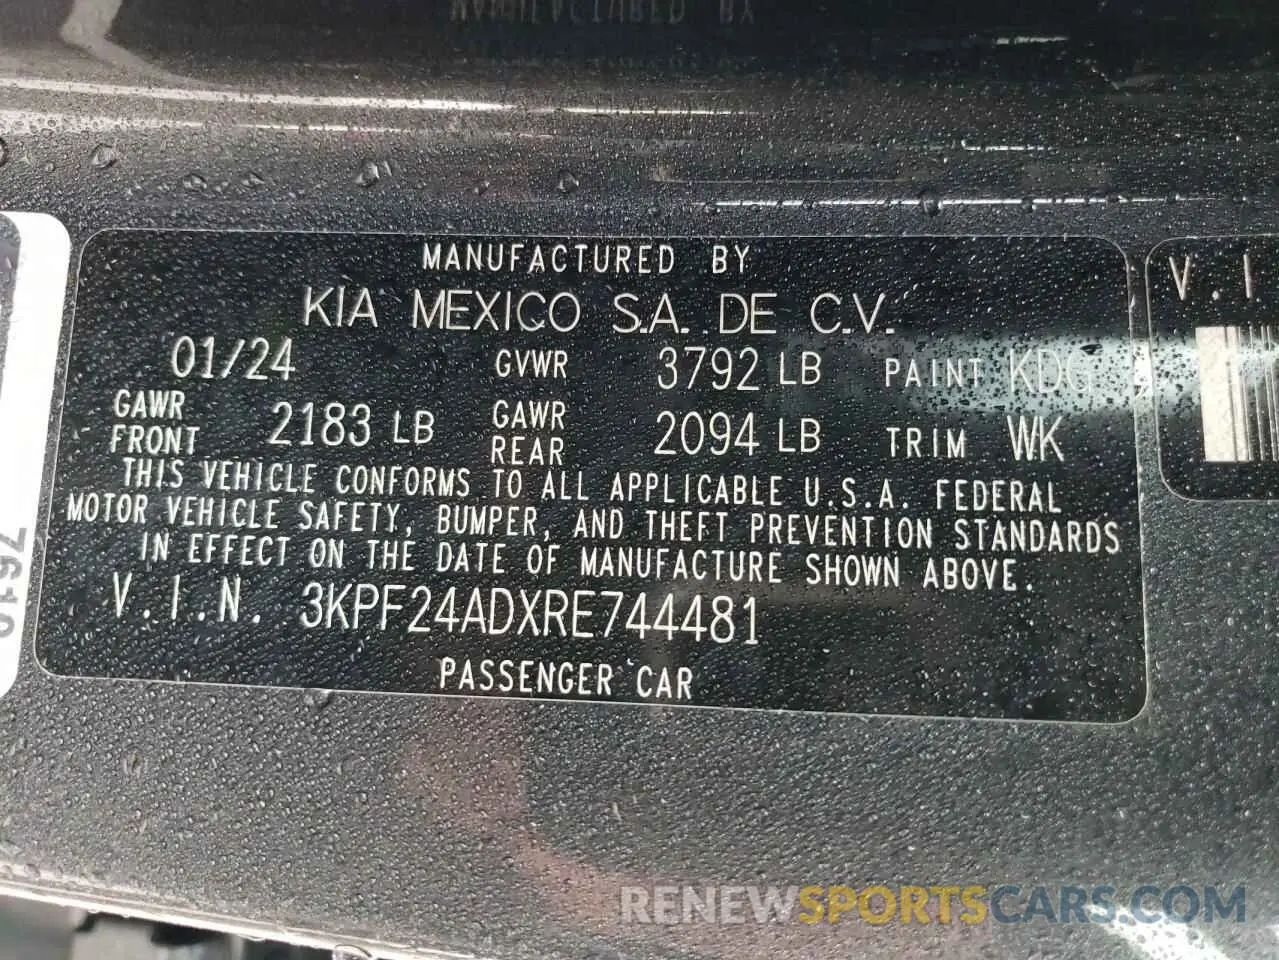 MANUFACTURED BY
MANUFACTURED BY
KIA MEXICO S.A. DE C.V.
01/24 GVWR 3792 LB PAINT KDG
GAWR FRONT 2183 LB GAWR REAR 2094 LB TRIM WK
THIS VEHICLE CONFORMS TO ALL APPLICABLE U.S.A. FEDERAL
MOTOR VEHICLE SAFETY, BUMPER, AND THEFT PREVENTION STANDARDS
IN EFFECT ON THE DATE OF MANUFACTURE SHOWN ABOVE.
V.I.N. 3KPF24ADXRE744481
PASSENGER CAR
V.I
RENEWSPORTSCARS.COM